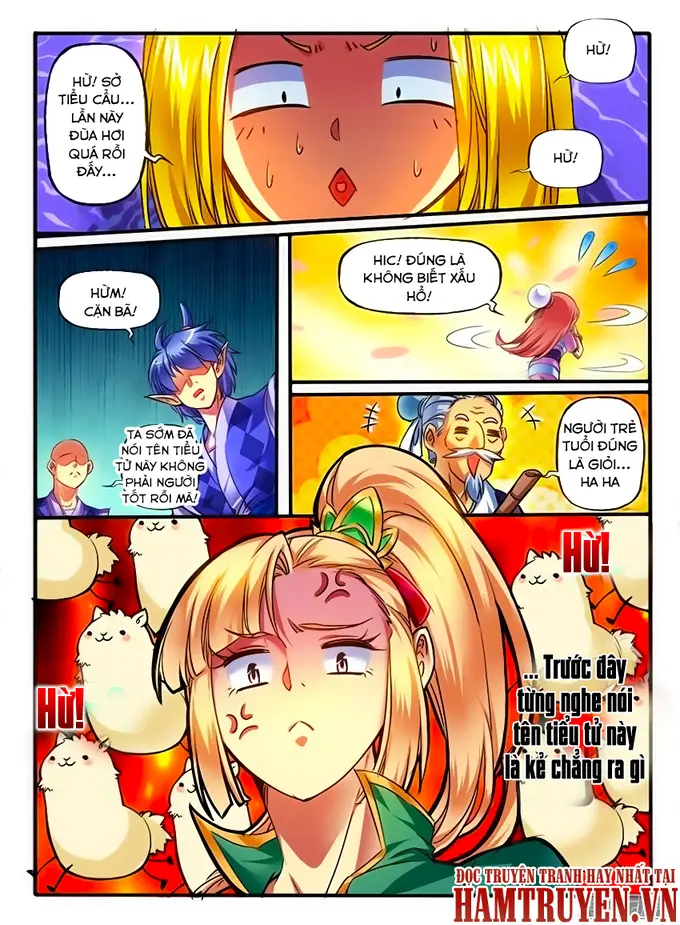 HỪ! SỞ
TIỂU CẨU...
LẦN NÀY
ĐÙA HƠI
QUÁ RỒI
ĐẤY...
HỪ!
HỪ!
HỪM!
CẶN BÃ!
HIC! ĐÚNG LÀ
KHÔNG BIẾT XẤU
HỔ!
TA SỚM ĐÃ
NÓI TÊN TIỂU
TỬ NÀY KHÔNG
PHẢI NGƯỜI
TỐT RỒI MÀ!
NGƯỜI TRẺ
TUỔI ĐÚNG
LÀ GIỎI...
HA HA
Hừ!
Hừ!
... Trước đây
từng nghe nói
tên tiểu tử này
là kẻ chẳng ra gì
ĐỌC TRUYỆN TRANH HAY NHẤT TẠI
HAMTRUYEN.VN